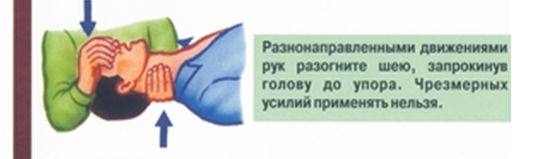 Разнонаправленными движениями
рук разогните шею, запрокинув
голову до упора. Чрезмерных
усилий применять нельзя.